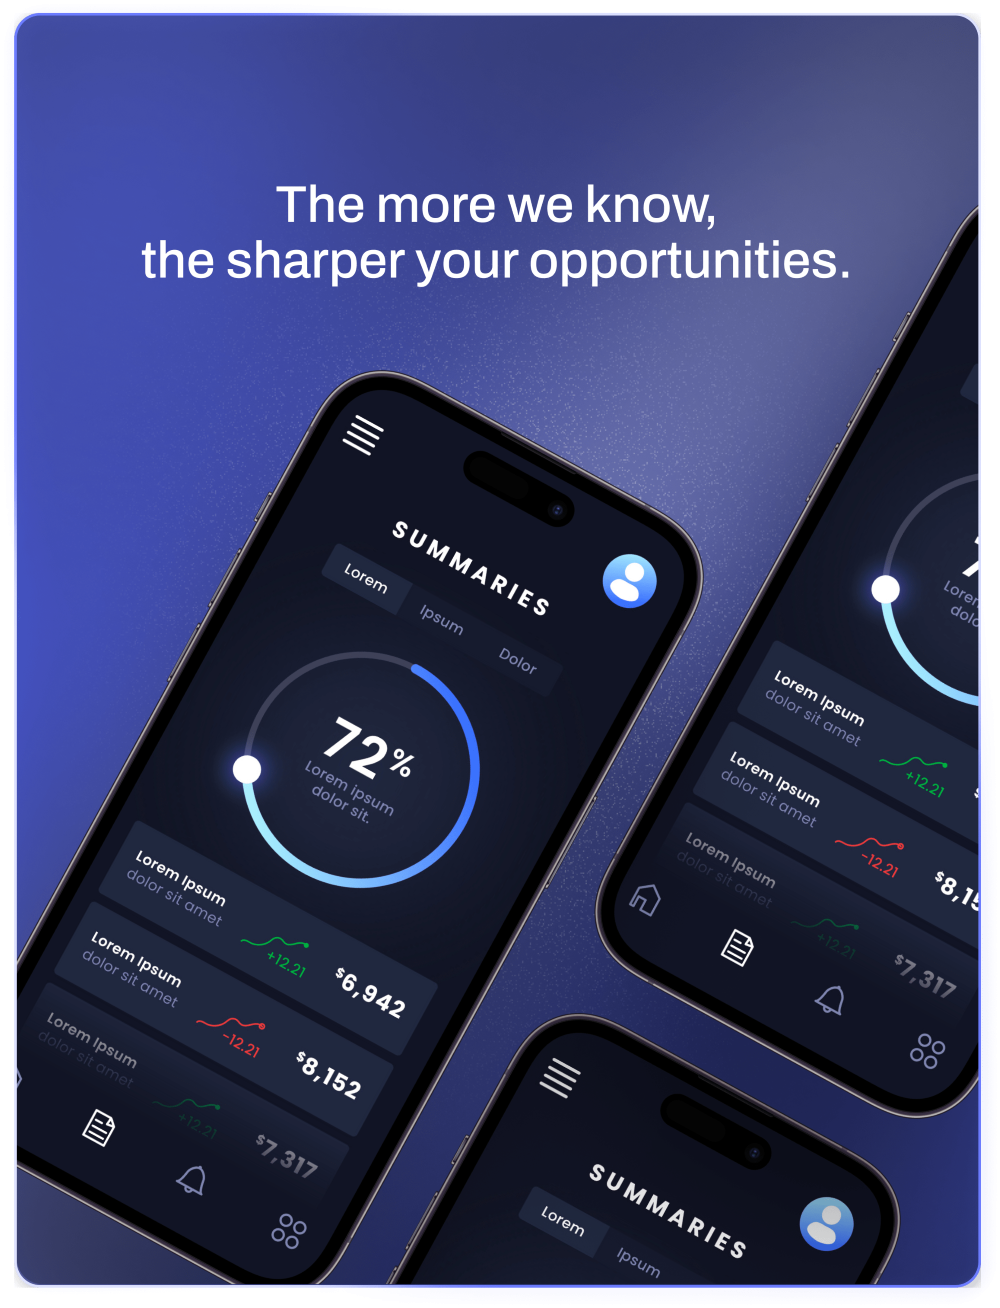 The more we know,
the sharper your opportunities.
SUMMARIES
Lorem
Ipsum
Dolor
72%
Lorem ipsum
dolor sit.
Lorem Ipsum
dolor sit amet
+12.21
$6,942
Lorem Ipsum
dolor sit amet
-12.21
$8,152
Lorem Ipsum
dolor sit amet
+12.21
$7,317
Lorem Ipsum
dolor sit amet
+12.21
Lorem Ipsum
dolor sit amet
-12.21
Lorem Ipsum
dolor sit amet
+12.21
$7,317
SUMMARIES
Lorem
Ipsum